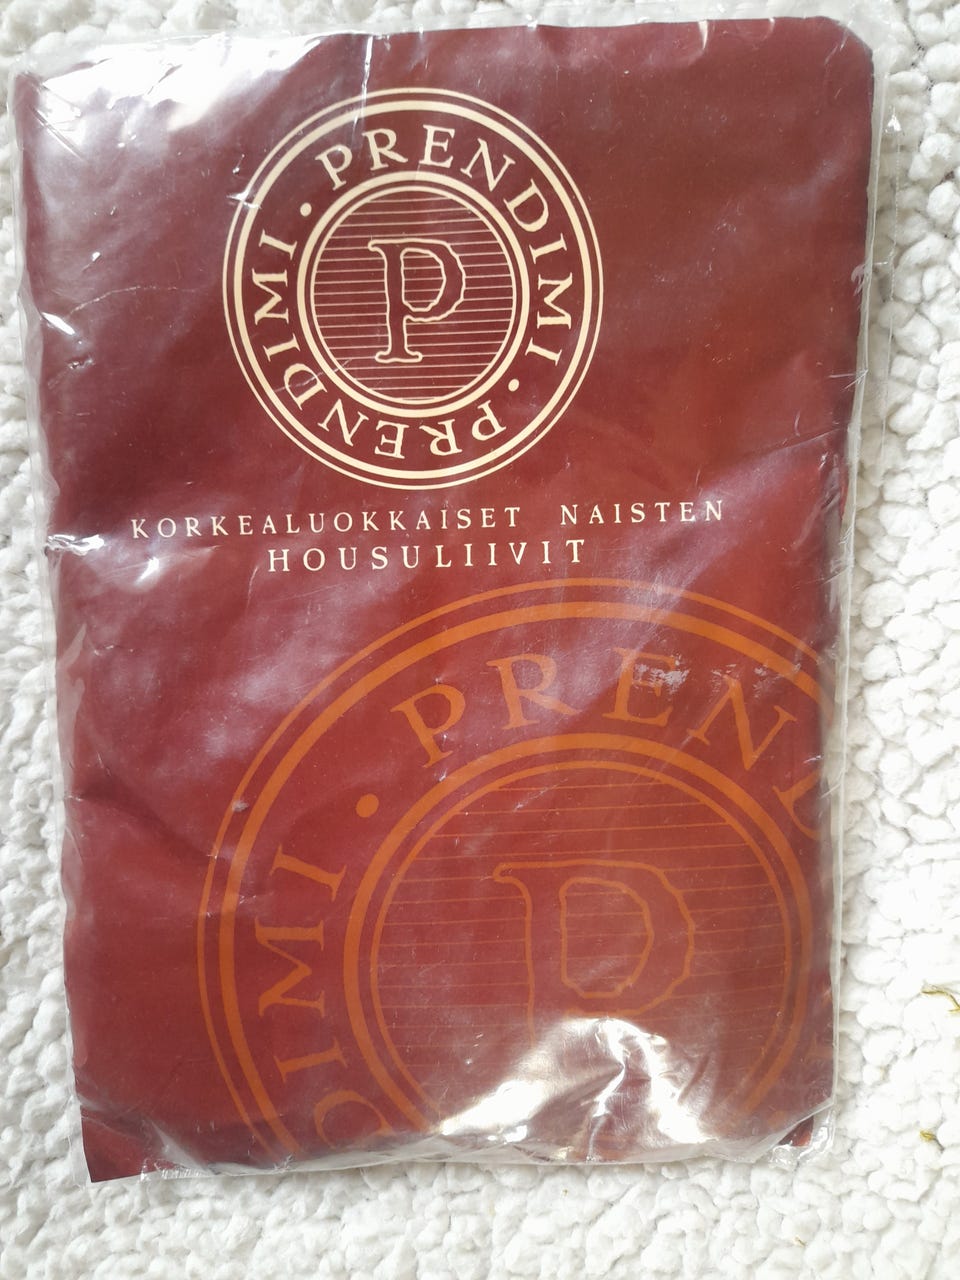 PRENDIMI · PRENDIMI ·
P
KORKEALUOKKAISET NAISTEN
HOUSULIIVIT
PREND
DIMI ·
P